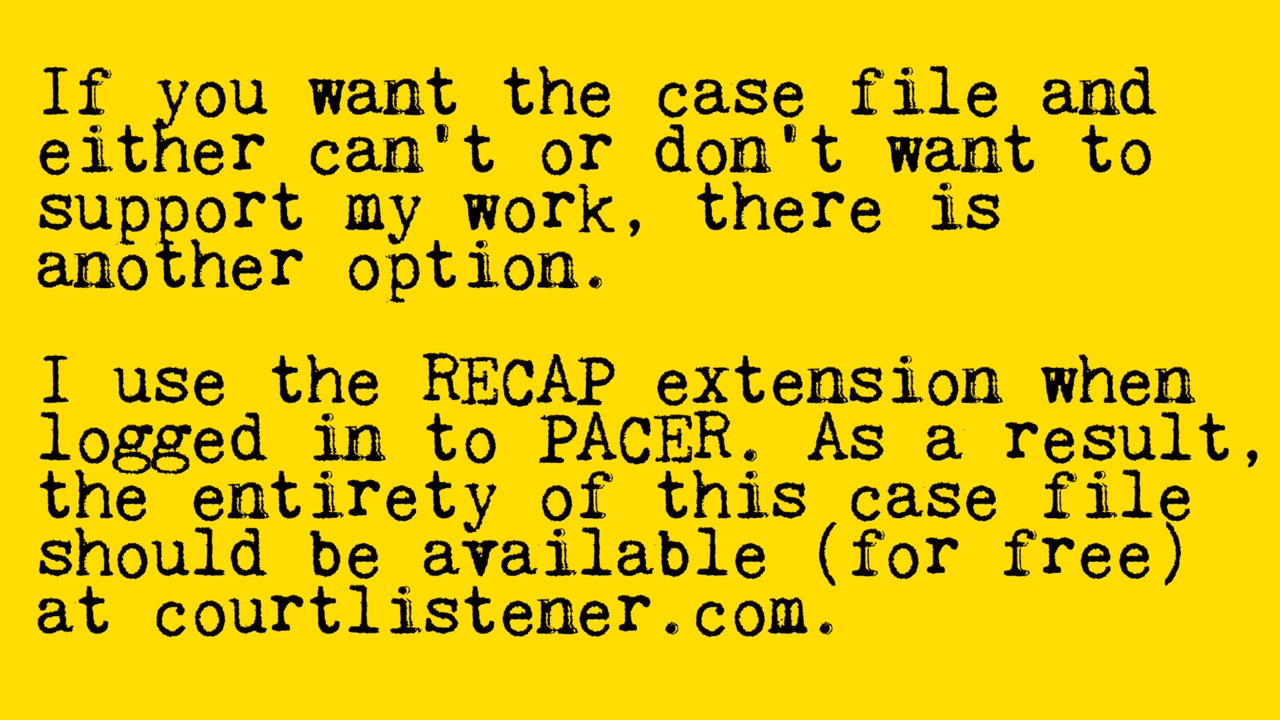 If you want the case file and
either can't or don't want to
support my work, there is
another option.
I use the RECAP extension when
logged in to PACER. As a result,
the entirety of this case file
should be available (for free)
at courtlistener.com.